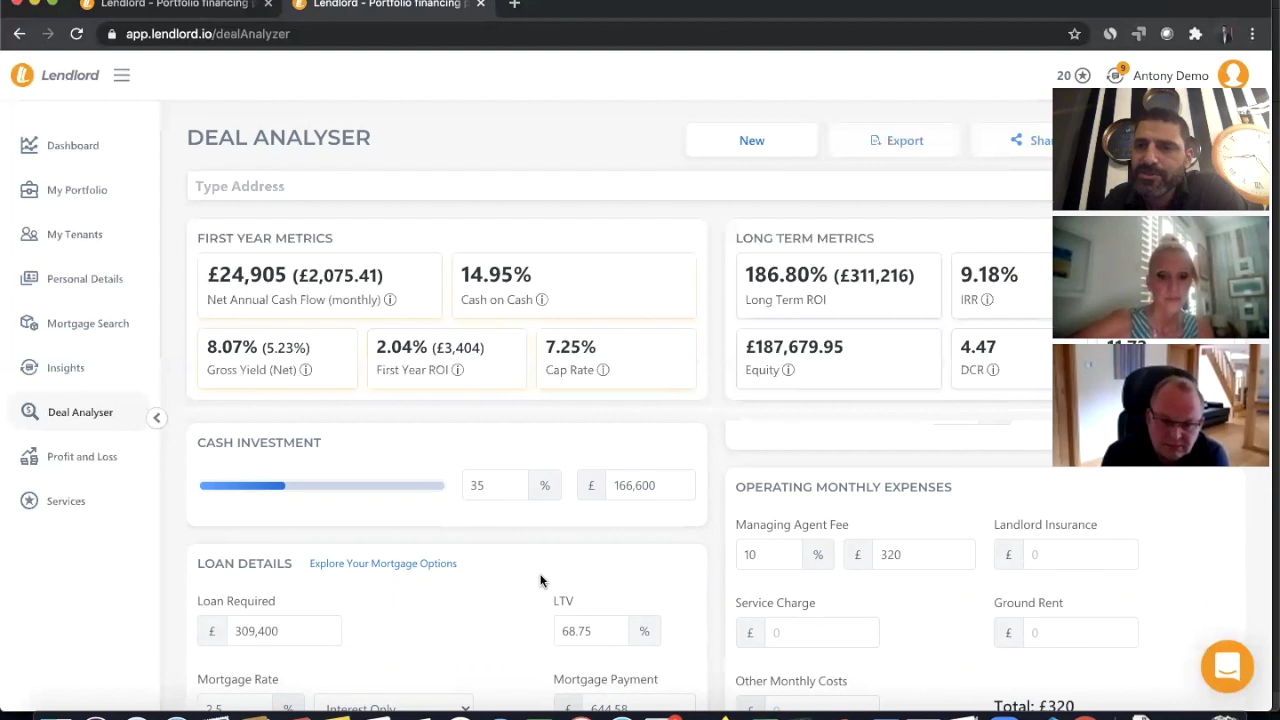 Lendlord - Portfolio financing
Lendlord - Portfolio financing
app.lendlord.io/dealAnalyzer
Lendlord
20
9
Antony Demo
Dashboard
My Portfolio
My Tenants
Personal Details
Mortgage Search
Insights
Deal Analyser
Profit and Loss
Services
DEAL ANALYSER
New
Export
Type Address
FIRST YEAR METRICS
£24,905 (£2,075.41)
Net Annual Cash Flow (monthly)
14.95%
Cash on Cash
8.07% (5.23%)
Gross Yield (Net)
2.04% (£3,404)
First Year ROI
7.25%
Cap Rate
LONG TERM METRICS
186.80% (£311,216)
Long Term ROI
9.18%
IRR
£187,679.95
Equity
4.47
DCR
CASH INVESTMENT
35 %
£ 166,600
LOAN DETAILS
Explore Your Mortgage Options
Loan Required
£ 309,400
LTV
68.75 %
Mortgage Rate
2.5 %
Interest Only
Mortgage Payment
£ 644.58
OPERATING MONTHLY EXPENSES
Managing Agent Fee
10 %
£ 320
Landlord Insurance
£ 0
Service Charge
£ 0
Ground Rent
£ 0
Other Monthly Costs
Total: £320